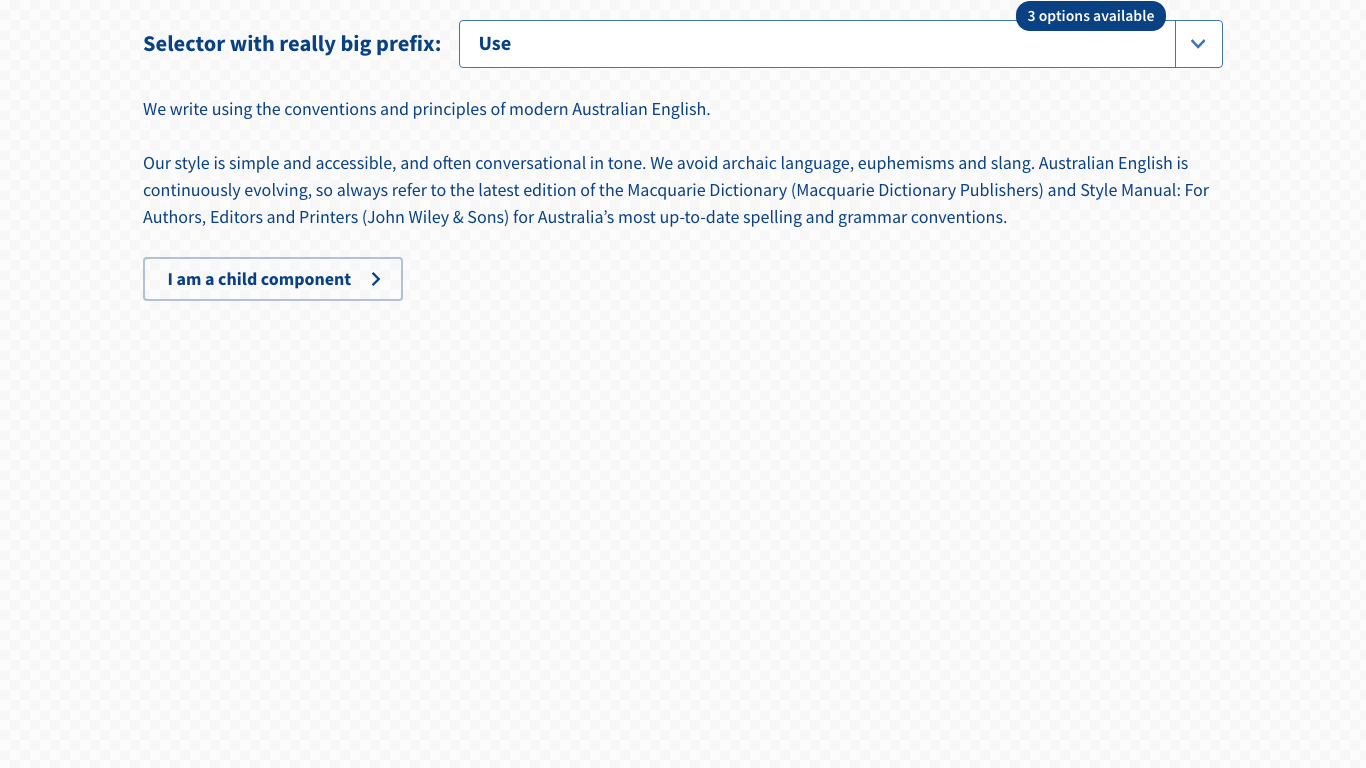 3 options available
Selector with really big prefix:
Use
We write using the conventions and principles of modern Australian English.
Our style is simple and accessible, and often conversational in tone. We avoid archaic language, euphemisms and slang. Australian English is
continuously evolving, so always refer to the latest edition of the Macquarie Dictionary (Macquarie Dictionary Publishers) and Style Manual: For
Authors, Editors and Printers (John Wiley & Sons) for Australia’s most up-to-date spelling and grammar conventions.
I am a child component